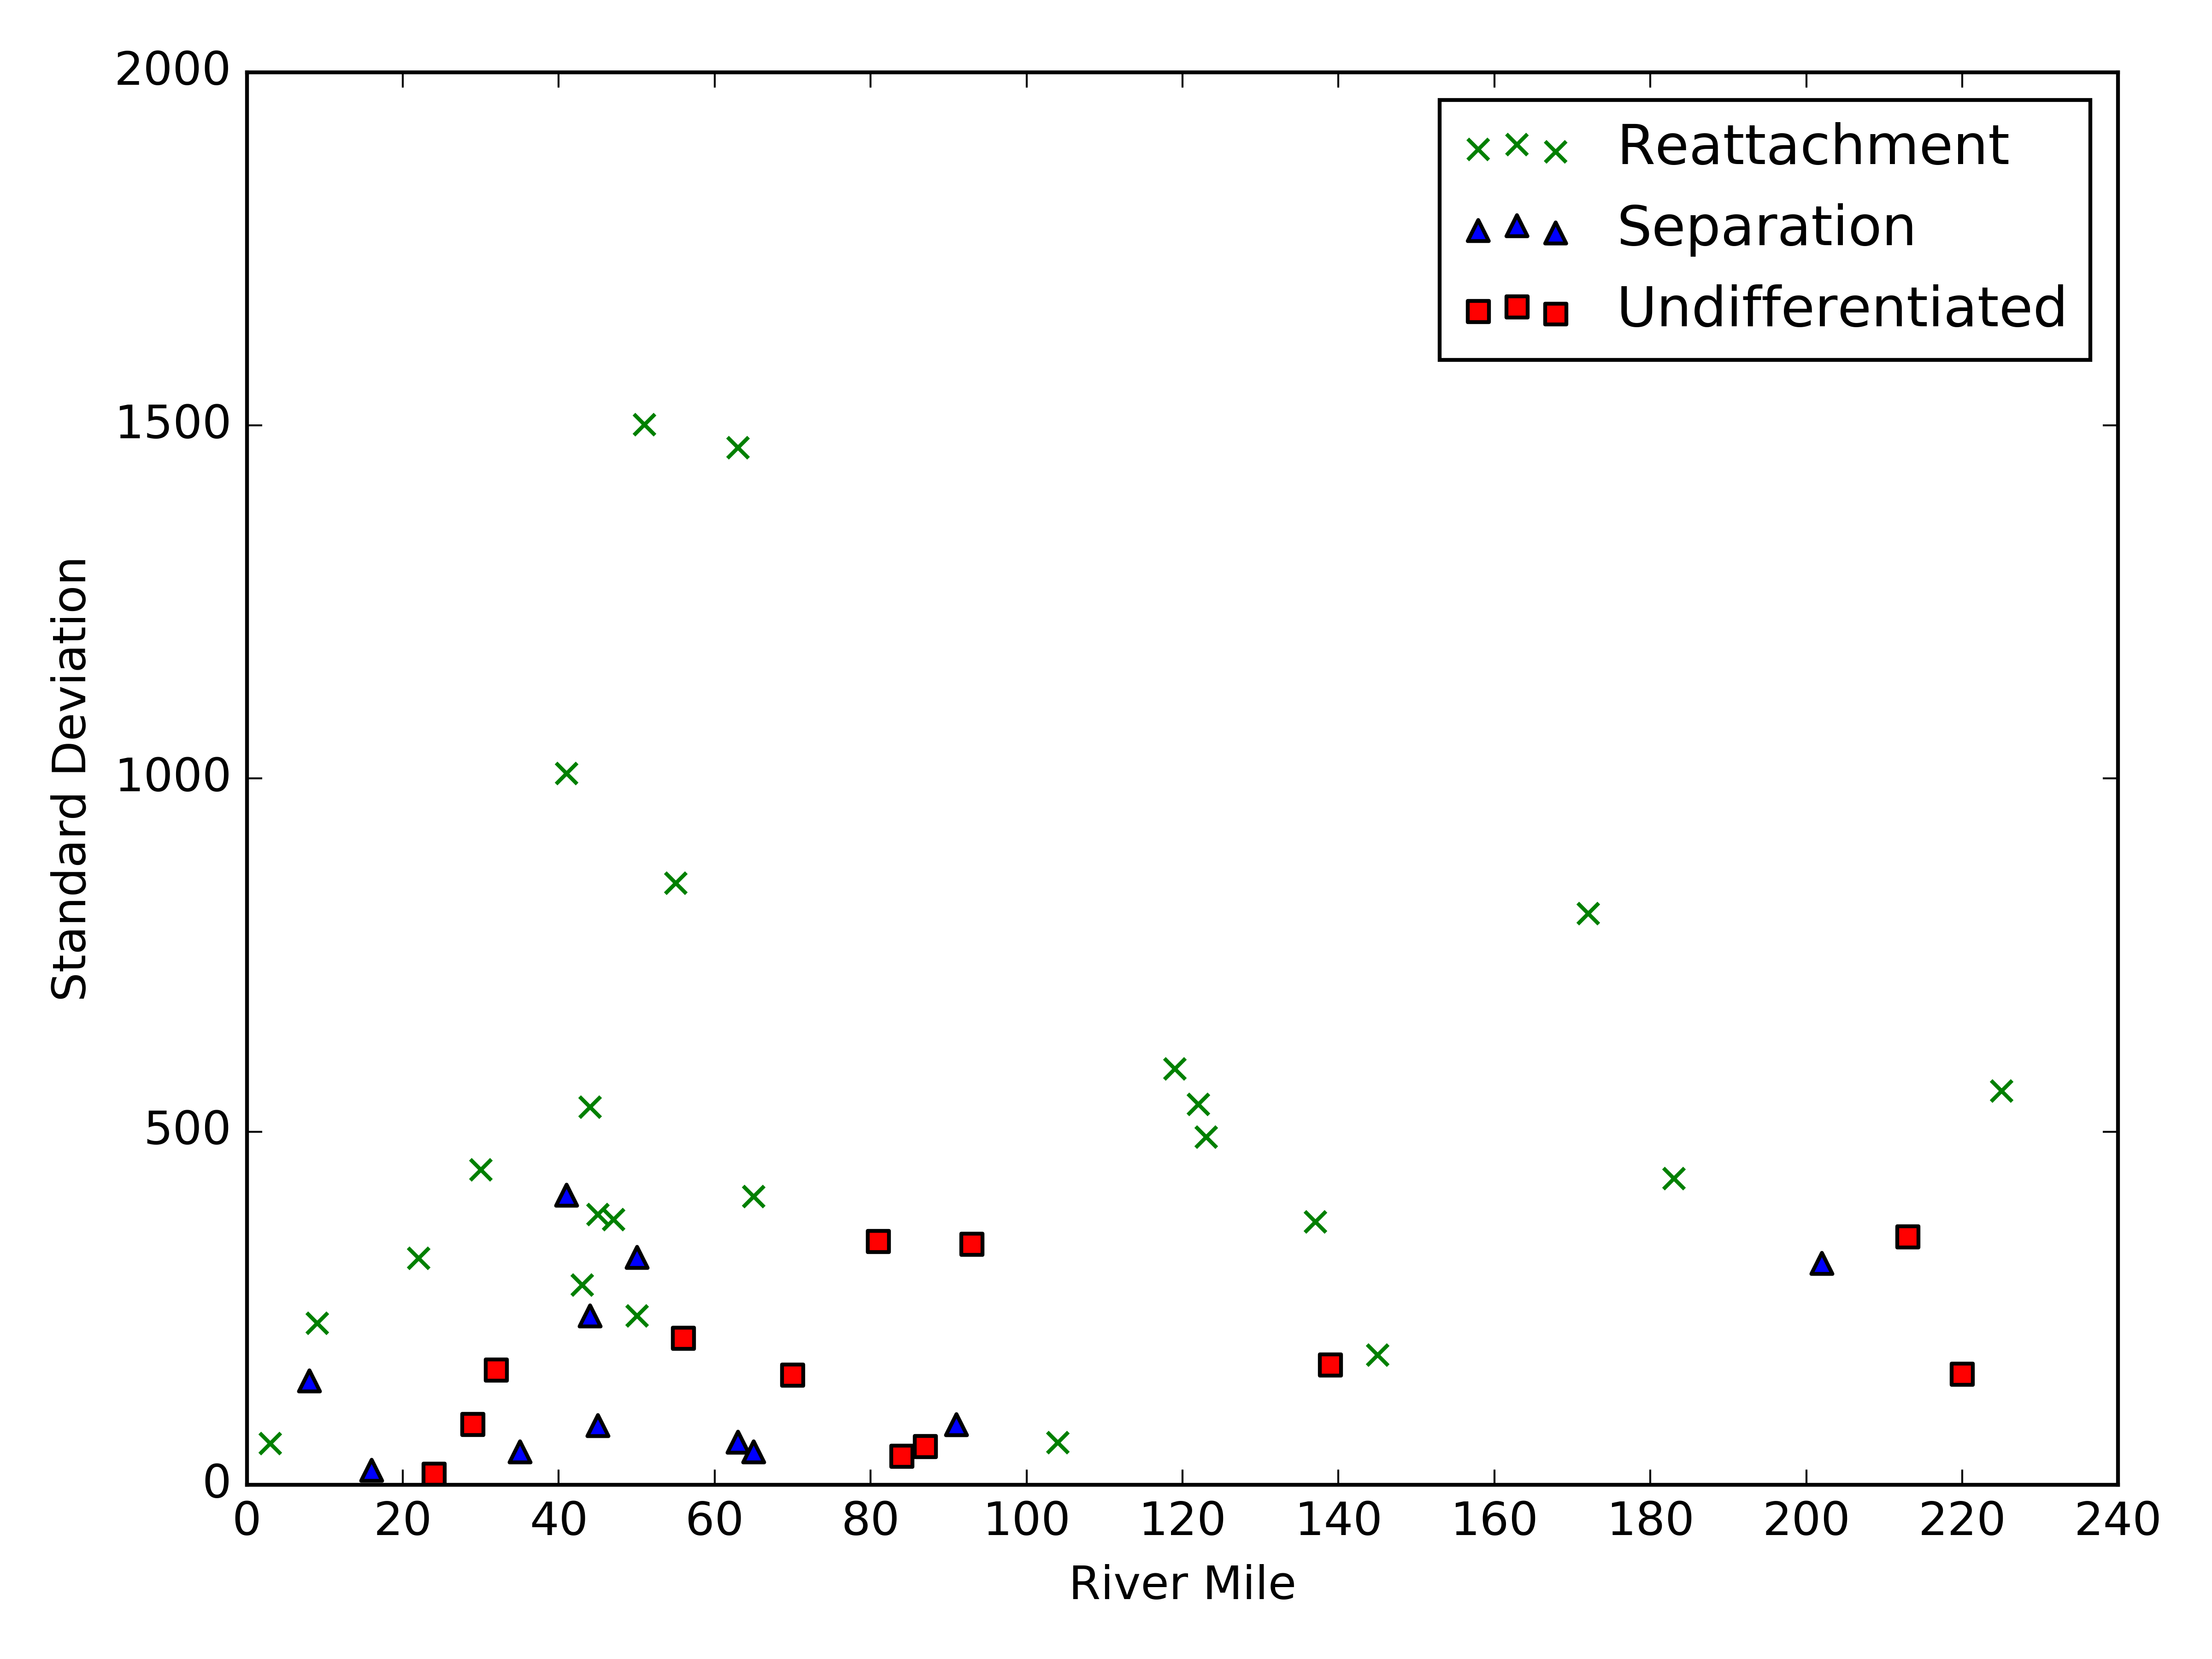 2000
1500
1000
500
0
Standard Deviation
Reattachment
Separation
Undifferentiated
0 20 40 60 80 100 120 140 160 180 200 220 240
River Mile